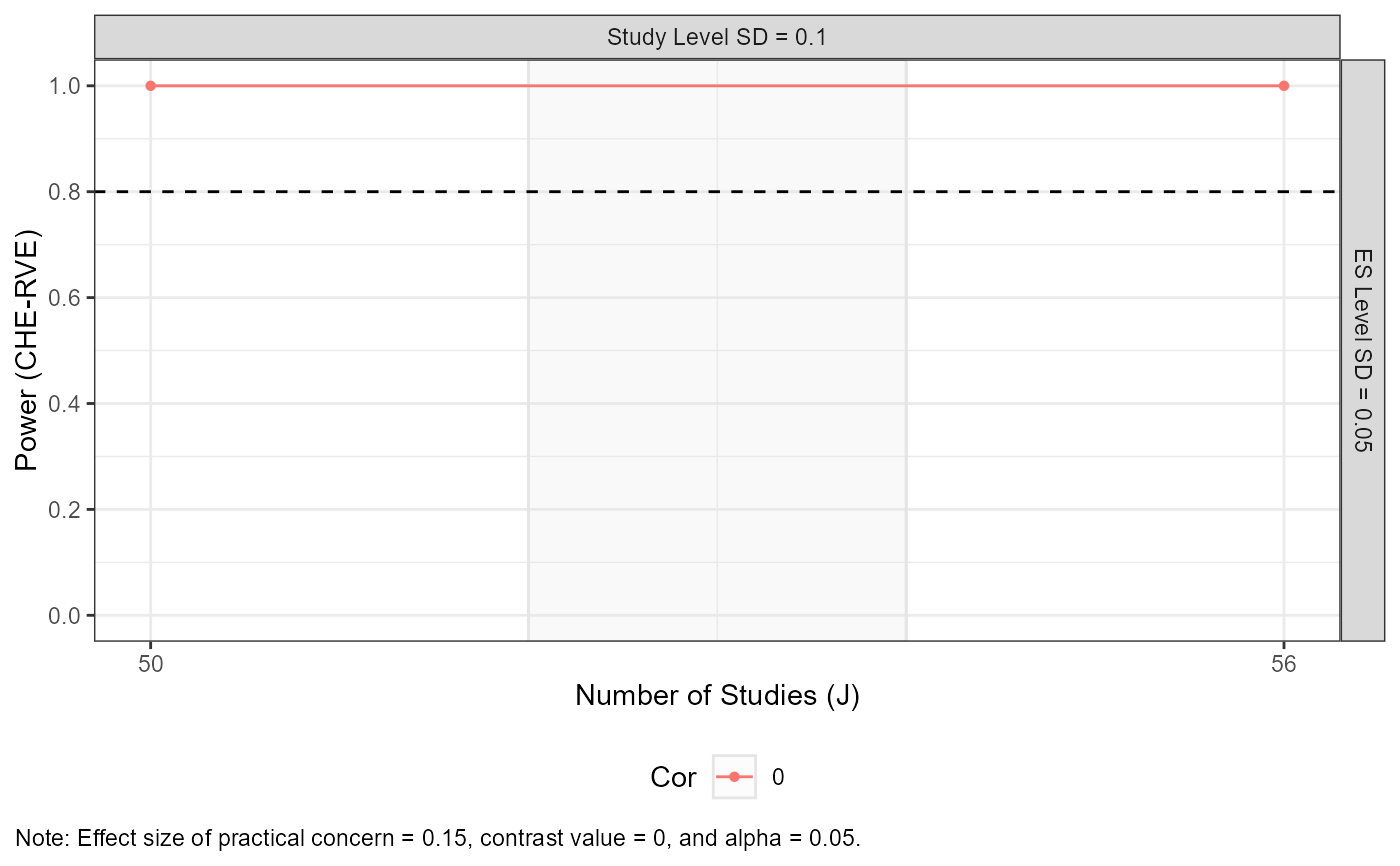 Study Level SD = 0.1
1.0
0.8
0.6
0.4
0.2
0.0
Power (CHE-RVE)
ES Level SD = 0.05
50
56
Number of Studies (J)
Cor
0
Note: Effect size of practical concern = 0.15, contrast value = 0, and alpha = 0.05.